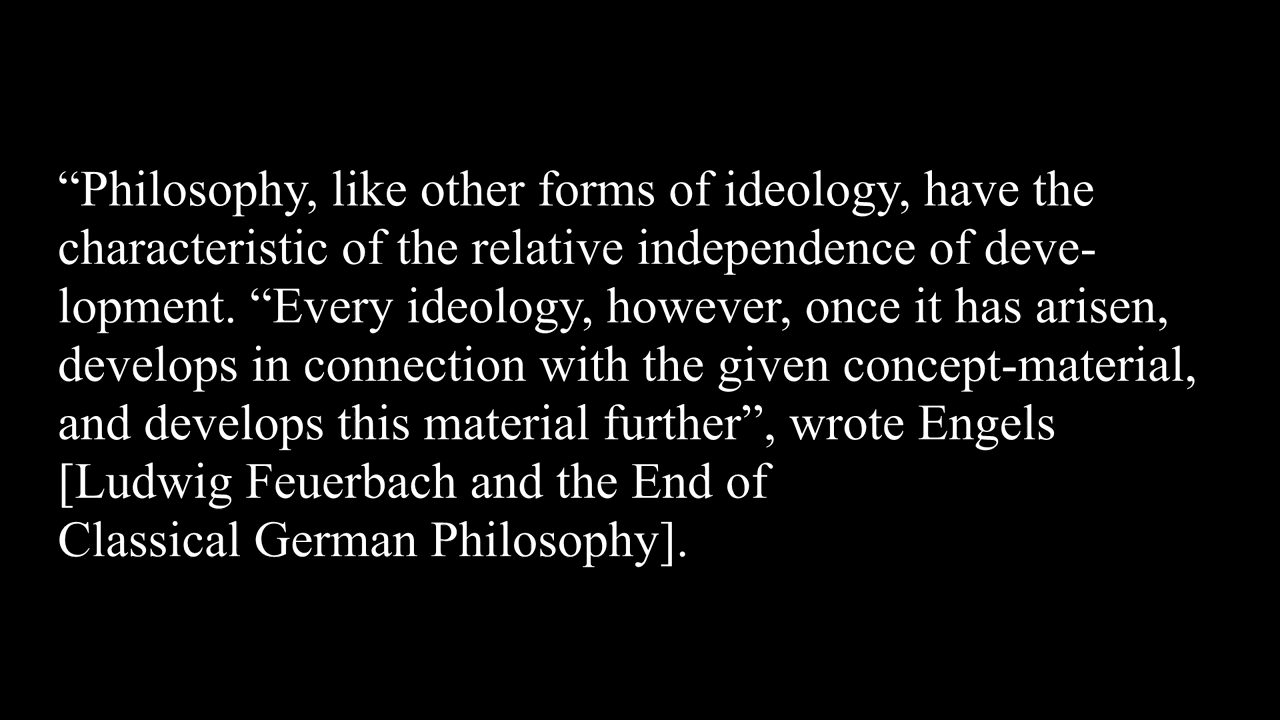 “Philosophy, like other forms of ideology, have the
characteristic of the relative independence of deve-
lopment. “Every ideology, however, once it has arisen,
develops in connection with the given concept-material,
and develops this material further”, wrote Engels
[Ludwig Feuerbach and the End of
Classical German Philosophy].